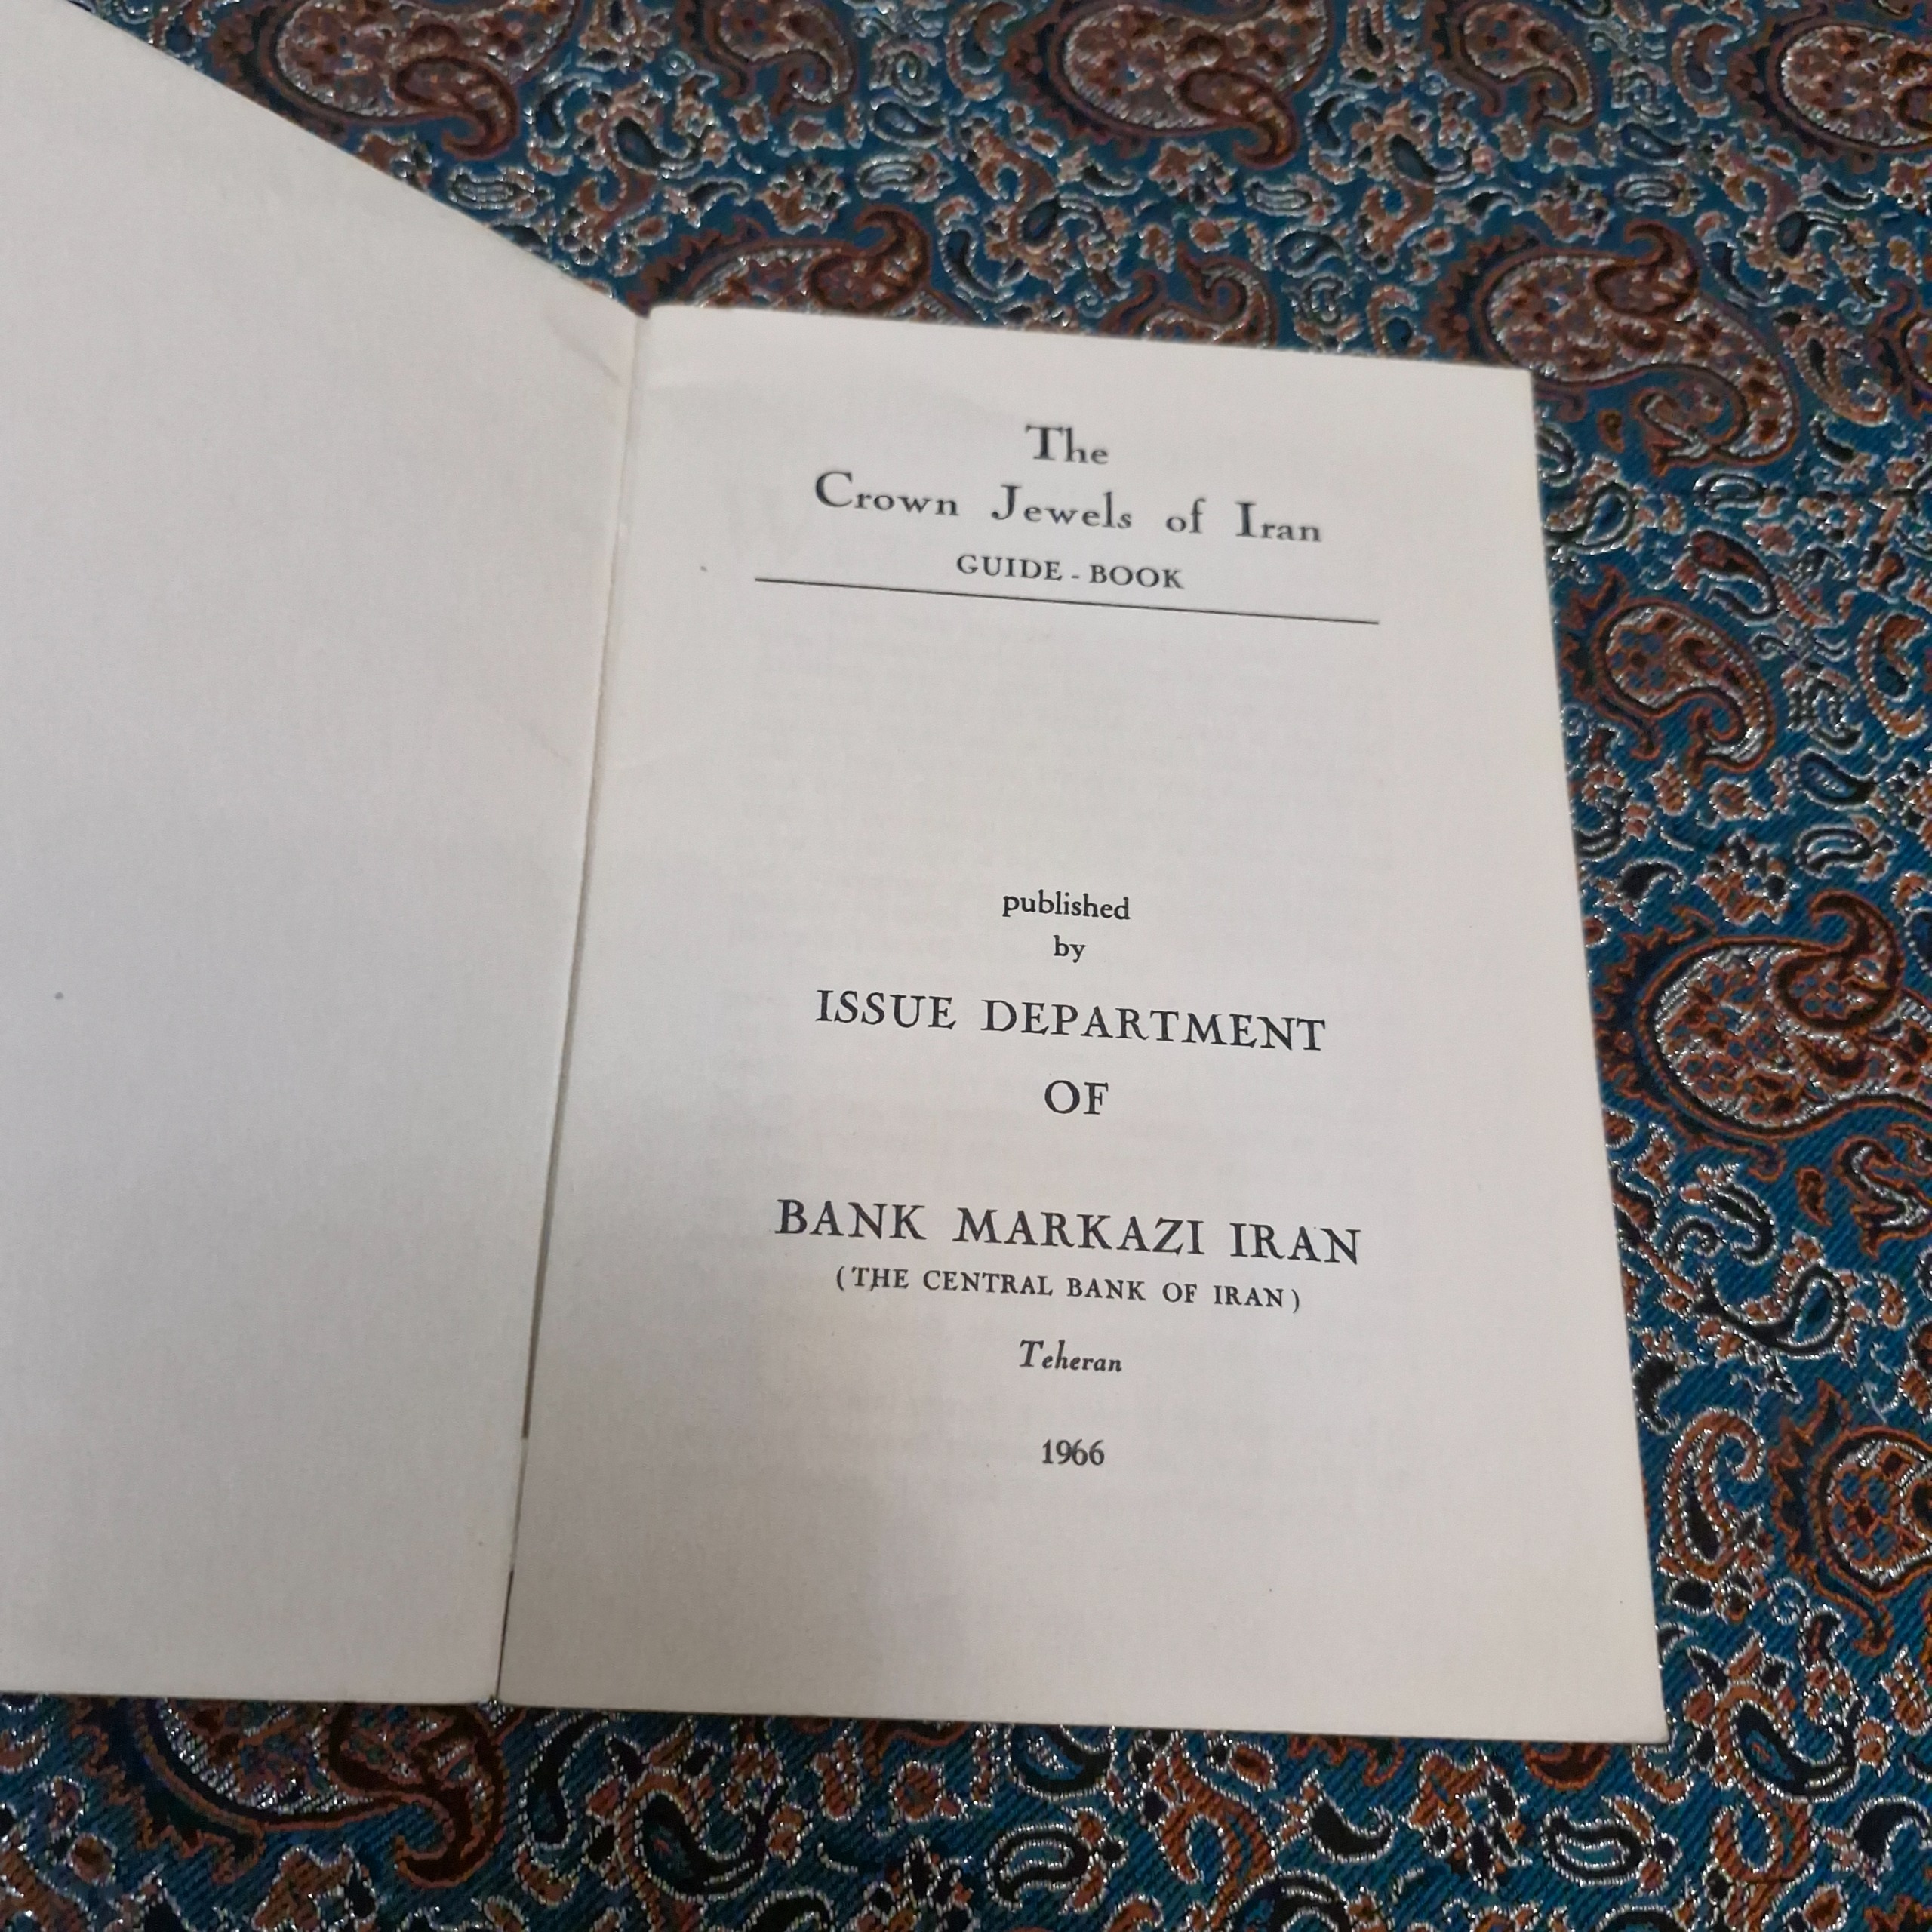 The
Crown Jewels of Iran
GUIDE - BOOK
published
by
ISSUE DEPARTMENT
OF
BANK MARKAZI IRAN
(THE CENTRAL BANK OF IRAN)
Teheran
1966